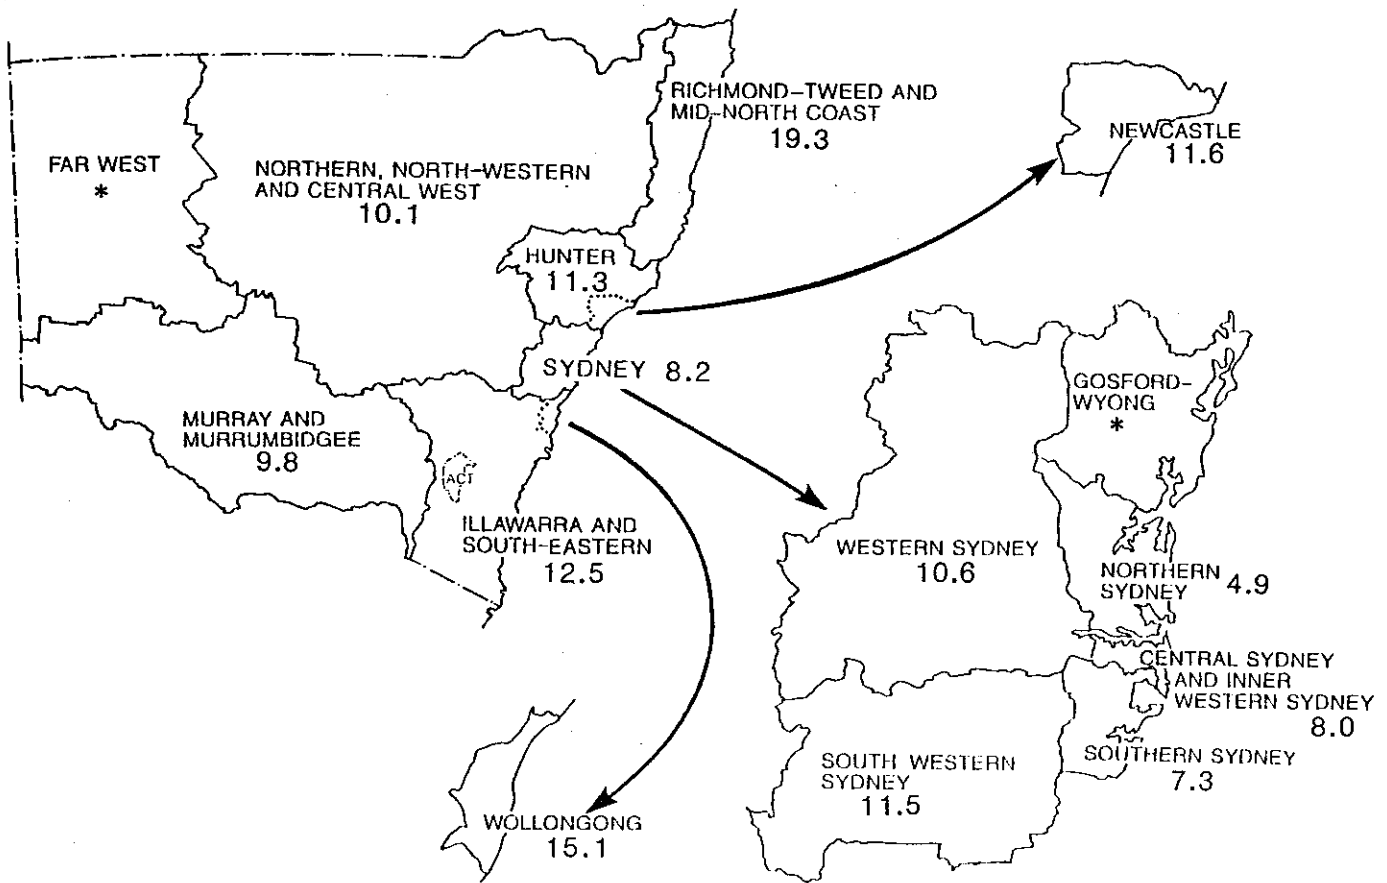 RICHMOND-TWEED AND
MID-NORTH COAST
19.3
NEWCASTLE
11.6
FAR WEST
*
NORTHERN, NORTH-WESTERN
AND CENTRAL WEST
10.1
HUNTER
11.3
SYDNEY 8.2
GOSFORD-
WYONG
*
MURRAY AND
MURRUMBIDGEE
9.8
ACT
ILLAWARRA AND
SOUTH-EASTERN
12.5
WESTERN SYDNEY
10.6
NORTHERN
SYDNEY
4.9
CENTRAL SYDNEY
AND INNER
WESTERN SYDNEY
8.0
SOUTH WESTERN
SYDNEY
11.5
SOUTHERN SYDNEY
7.3
WOLLONGONG
15.1